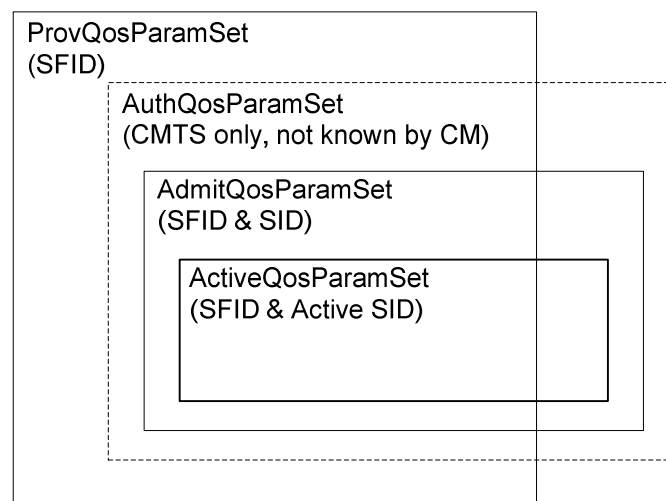 ProvQosParamSet
(SFID)
AuthQosParamSet
(CMTS only, not known by CM)
AdmitQosParamSet
(SFID & SID)
ActiveQosParamSet
(SFID & Active SID)